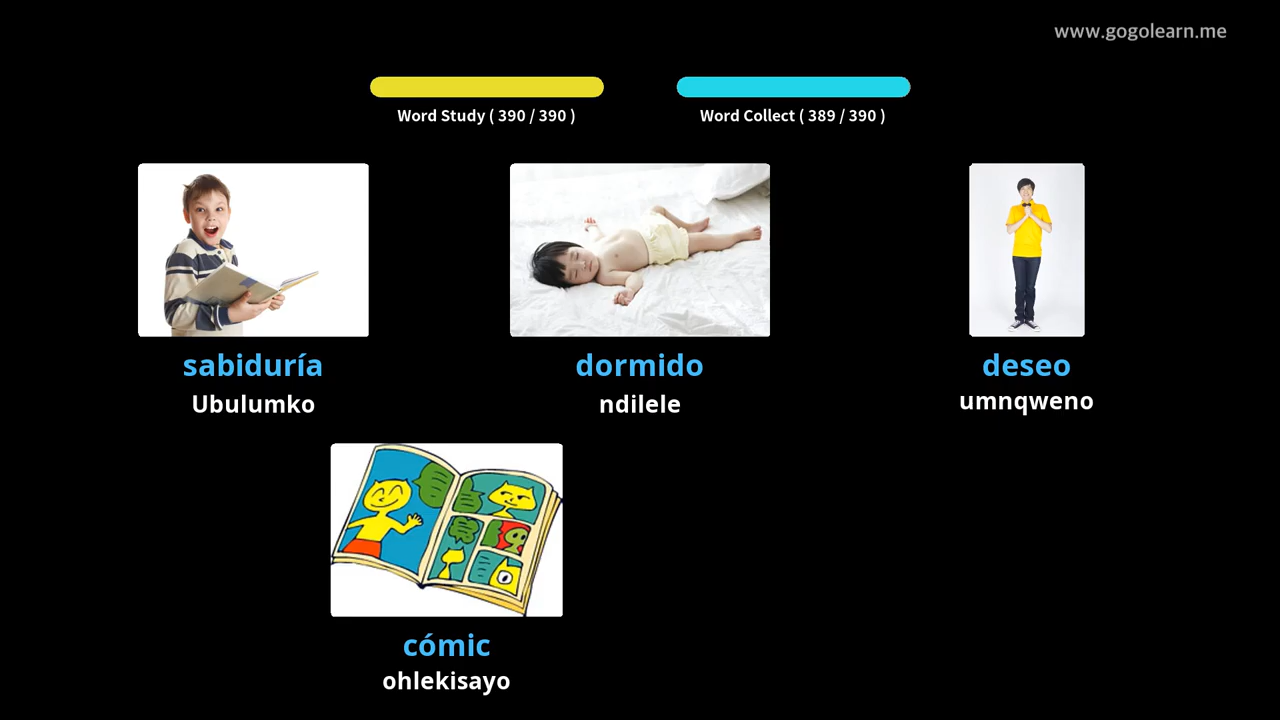 www.gogolearn.me
Word Study ( 390 / 390 )
Word Collect ( 389 / 390 )
sabiduría
Ubulumko
dormido
ndilele
deseo
umnqweno
cómic
ohlekisayo